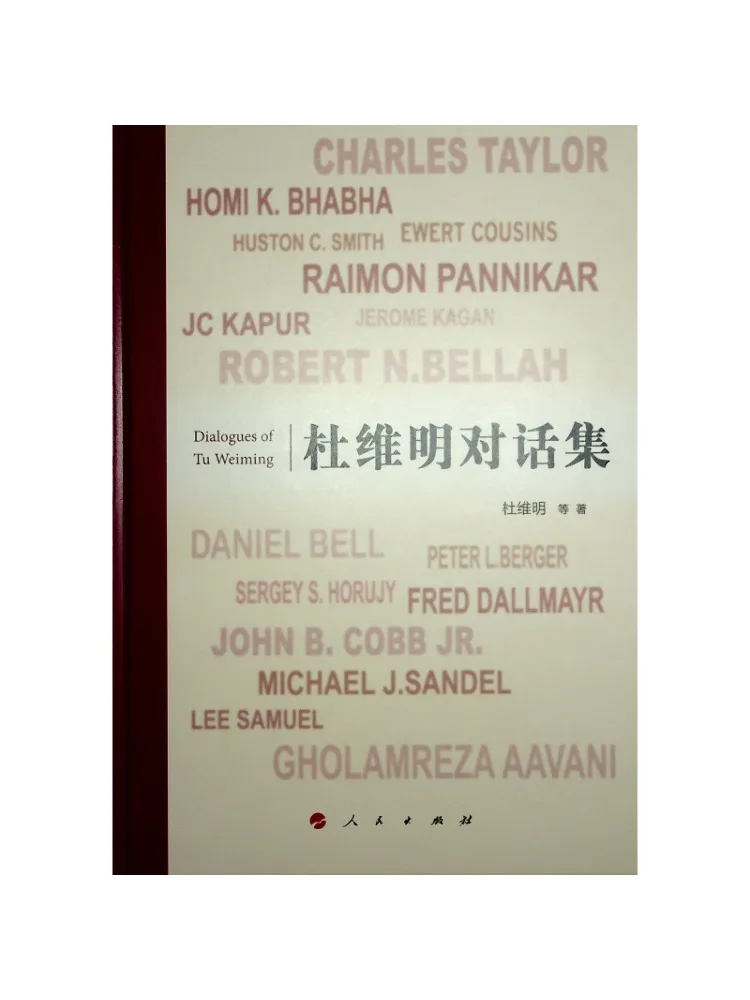 CHARLES TAYLOR
HOMI K. BHABHA
HUSTON C. SMITH EWERT COUSINS
RAIMON PANNIKAR
JC KAPUR JEROME KAGAN
ROBERT N.BELLAH
Dialogues of
Tu Weiming
杜维明对话集
杜维明 等 著
DANIEL BELL
PETER L.BERGER
SERGEY S. HORUJY FRED DALLMAYR
JOHN B. COBB JR.
MICHAEL J.SANDEL
LEE SAMUEL
GHOLAMREZA AAVANI
人民出版社